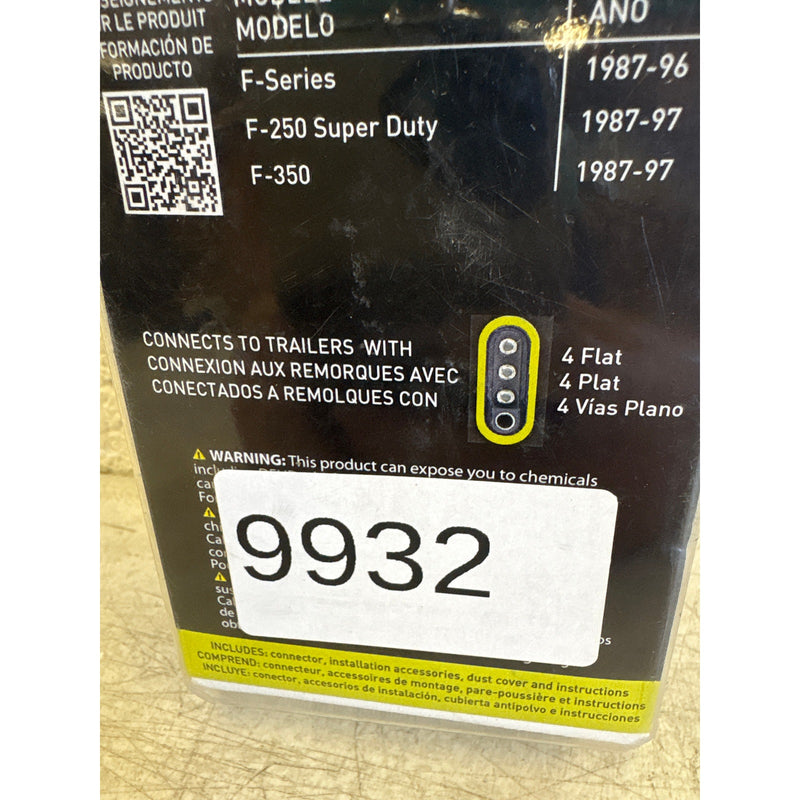 R LE PRODUIT
FORMACIÓN DE
PRODUCTO
MODELO
AÑO
F-Series 1987-96
F-250 Super Duty 1987-97
F-350 1987-97
CONNECTS TO TRAILERS WITH
CONNEXION AUX REMORQUES AVEC
CONECTADOS A REMOLQUES CON
4 Flat
4 Plat
4 Vías Plano
WARNING: This product can expose you to chemicals
9932
INCLUDES: connector, installation accessories, dust cover and instructions
COMPREND: connecteur, accessoires de montage, pare-poussière et instructions
INCLUYE: conector, accesorios de instalación, cubierta antipolvo e instrucciones